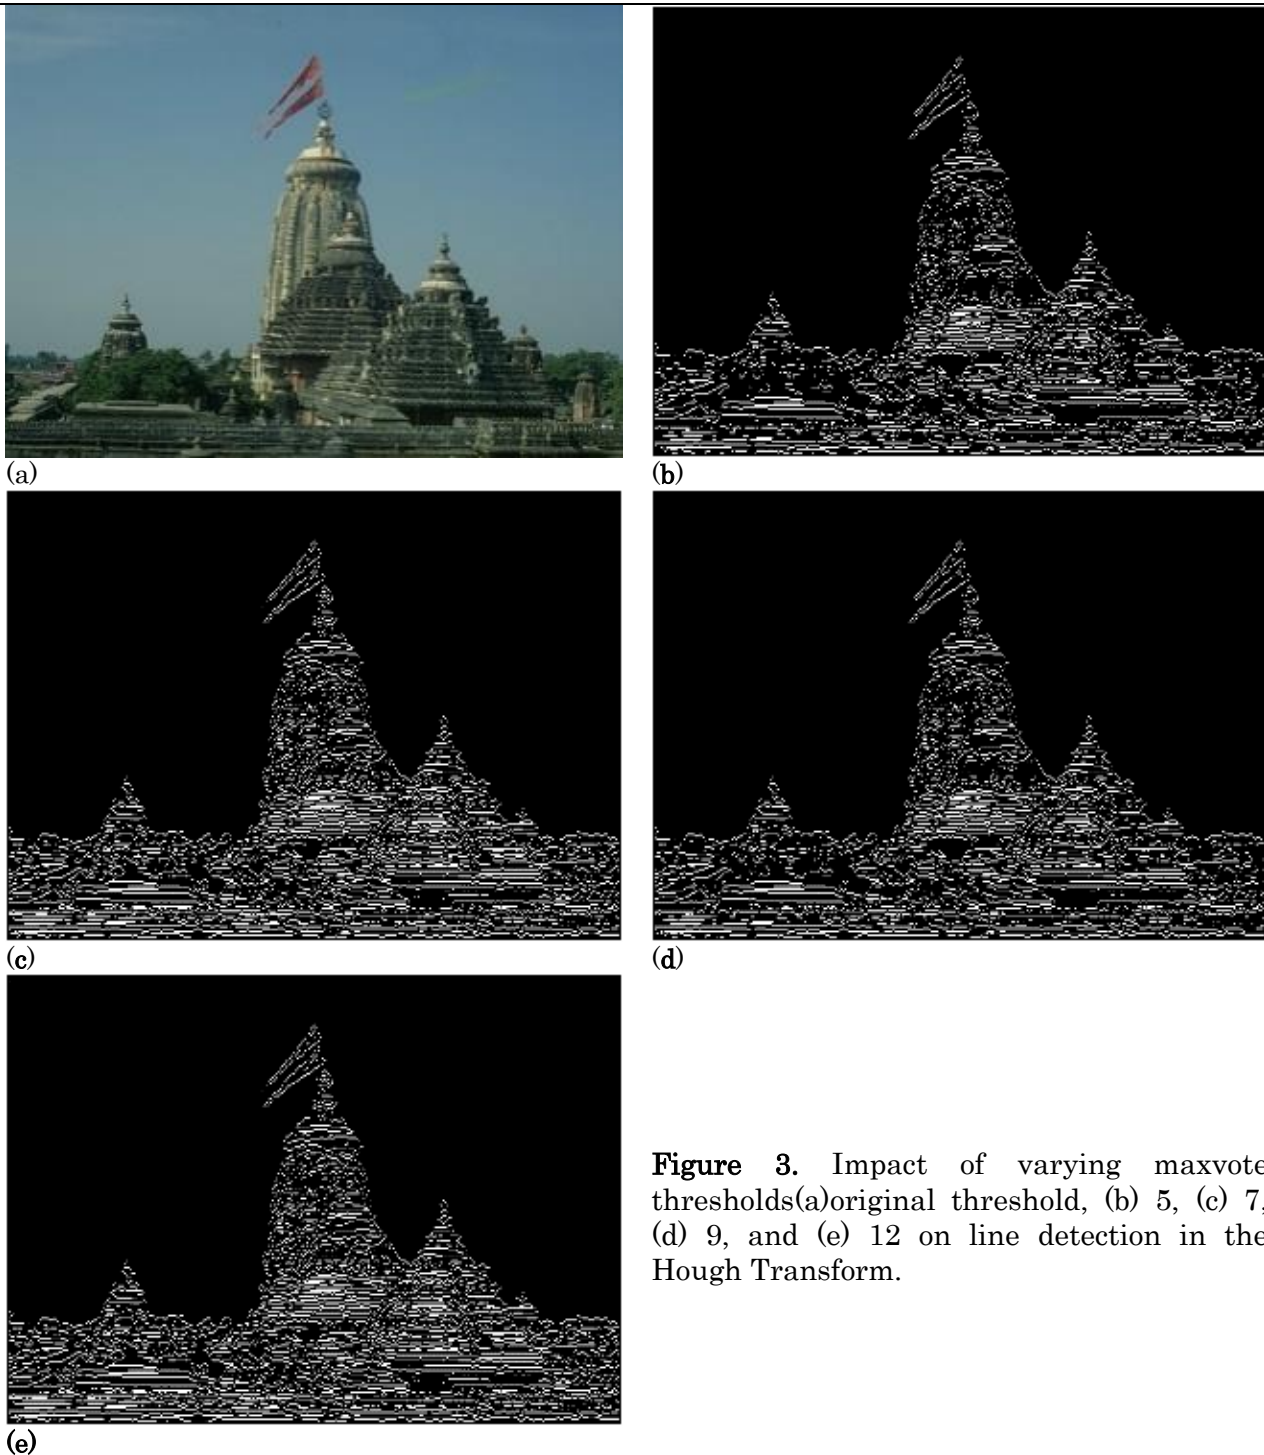 (a)
(b)
(c)
(d)
(e)
Figure 3. Impact of varying maxvote
thresholds(a)original threshold, (b) 5, (c) 7,
(d) 9, and (e) 12 on line detection in the
Hough Transform.